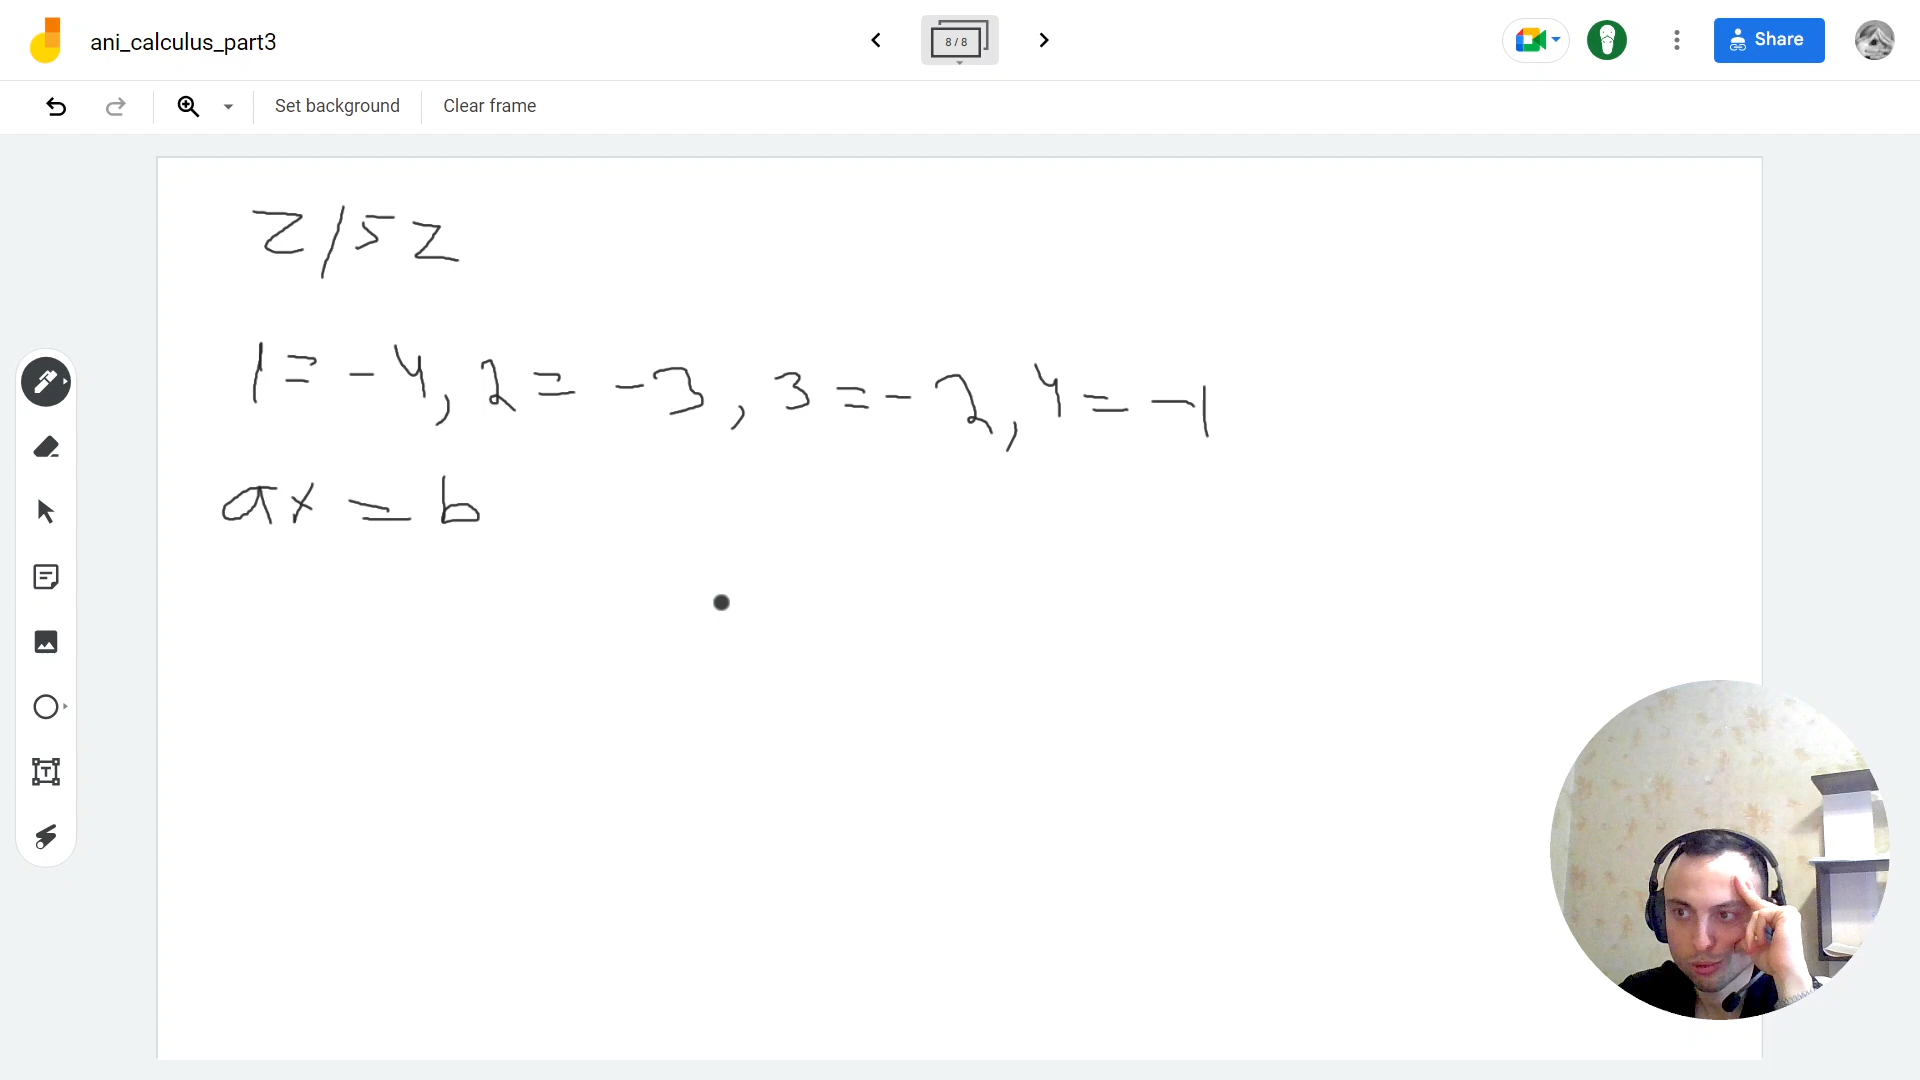 ani_calculus_part3
8 / 8
Share
Set background
Clear frame
Z/5Z
1 = -4, 2 = -3, 3 = -2, 4 = -1
ax = b